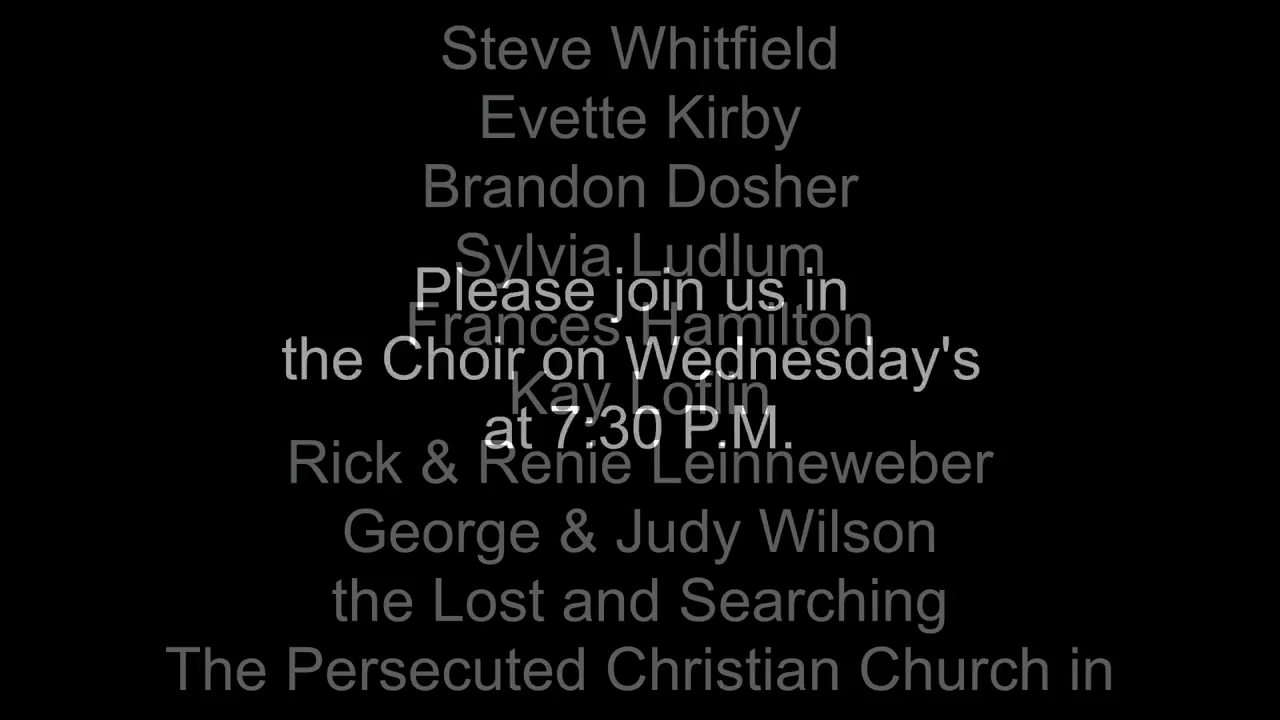 Steve Whitfield
Evette Kirby
Brandon Dosher
Sylvia Ludlum
Please join us in
Frances Hamilton
the Choir on Wednesday's
Kay Loflin
at 7:30 P.M.
Rick & Renie Leinneweber
George & Judy Wilson
the Lost and Searching
The Persecuted Christian Church in